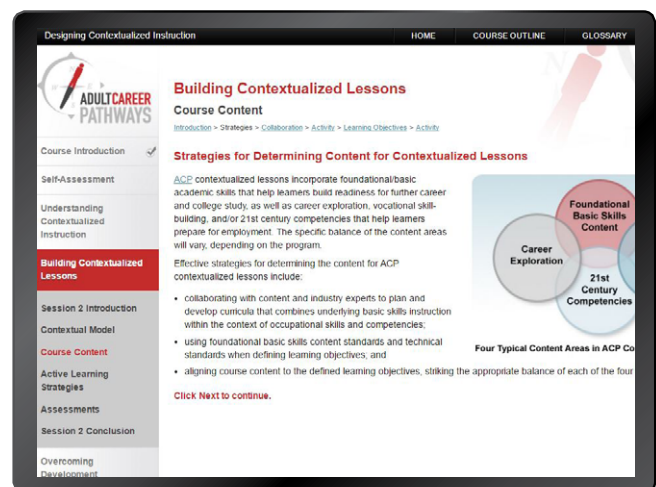 Designing Contextualized Instruction
HOME
COURSE OUTLINE
GLOSSARY
ADULTCAREER
PATHWAYS
Course Introduction
Self-Assessment
Understanding
Contextualized
Instruction
Building Contextualized
Lessons
Session 2 Introduction
Contextual Model
Course Content
Active Learning
Strategies
Assessments
Session 2 Conclusion
Overcoming
Development
Building Contextualized Lessons
Course Content
Introduction > Strategies > Collaboration > Activity > Learning Objectives > Activity
Strategies for Determining Content for Contextualized Lessons
ACP contextualized lessons incorporate foundational/basic
academic skills that help learners build readiness for further career
and college study, as well as career exploration, vocational skill-
building, and/or 21st century competencies that help learners
prepare for employment. The specific balance of the content areas
will vary, depending on the program.
Effective strategies for determining the content for ACP
contextualized lessons include:
• collaborating with content and industry experts to plan and
develop curricula that combines underlying basic skills instruction
within the context of occupational skills and competencies;
• using foundational basic skills content standards and technical
standards when defining learning objectives; and
• aligning course content to the defined learning objectives, striking the appropriate balance of each of the four
Click Next to continue.
Foundational
Basic Skills
Content
Career
Exploration
21st
Century
Competencies
Four Typical Content Areas in ACP Co